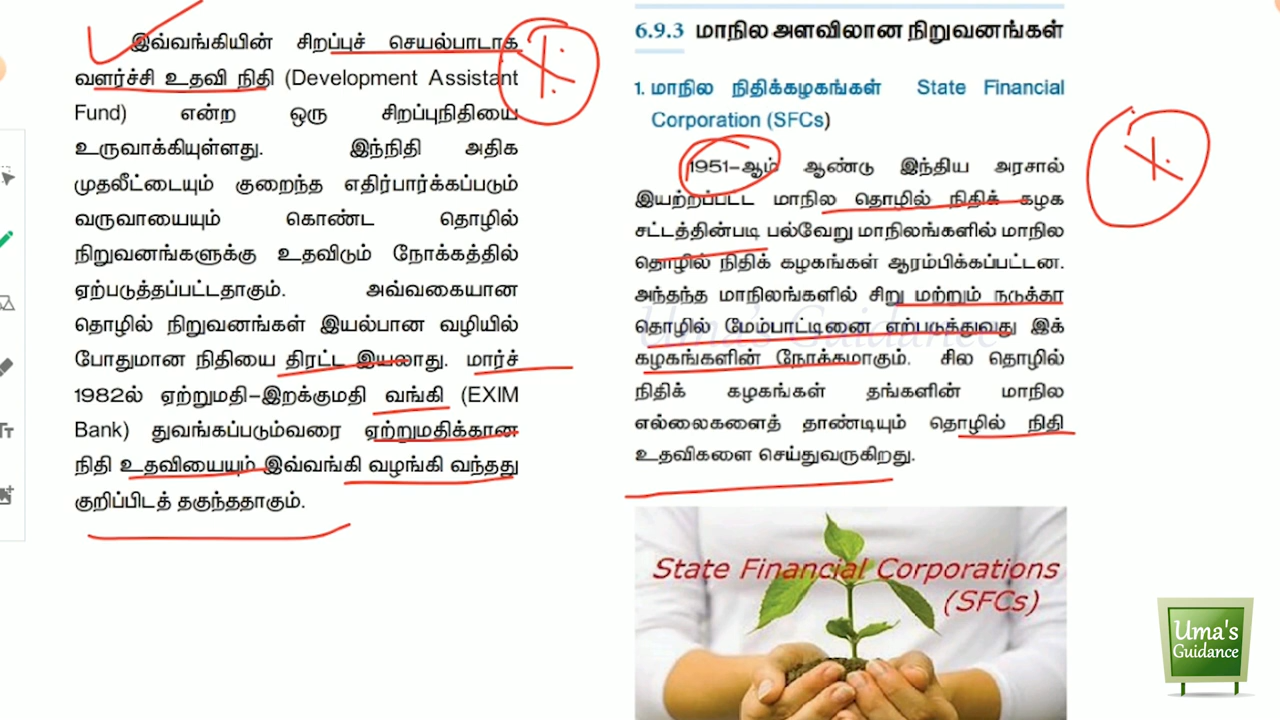 இவ்வங்கியின் சிறப்புச் செயல்பாடாக
வளர்ச்சி உதவி நிதி (Development Assistant
Fund) என்ற ஒரு சிறப்புநிதியை
உருவாக்கியுள்ளது. இந்நிதி அதிக
முதலீட்டையும் குறைந்த எதிர்பார்க்கப்படும்
வருவாயையும் கொண்ட தொழில்
நிறுவனங்களுக்கு உதவிடும் நோக்கத்தில்
ஏற்படுத்தப்பட்டதாகும். அவ்வகையான
தொழில் நிறுவனங்கள் இயல்பான வழியில்
போதுமான நிதியை திரட்ட இயலாது. மார்ச்
1982ல் ஏற்றுமதி-இறக்குமதி வங்கி (EXIM
Bank) துவங்கப்படும்வரை ஏற்றுமதிக்கான
நிதி உதவியையும் இவ்வங்கி வழங்கி வந்தது
குறிப்பிடத் தகுந்ததாகும்.
6.9.3 மாநில அளவிலான நிறுவனங்கள்
1. மாநில நிதிக்கழகங்கள் State Financial
Corporation (SFCs)
1951-ஆம் ஆண்டு இந்திய அரசால்
இயற்றப்பட்ட மாநில தொழில் நிதிக் கழக
சட்டத்தின்படி பல்வேறு மாநிலங்களில் மாநில
தொழில் நிதிக் கழகங்கள் ஆரம்பிக்கப்பட்டன.
அந்தந்த மாநிலங்களில் சிறு மற்றும் நடுத்தர
தொழில் மேம்பாட்டினை ஏற்படுத்துவது இக்
கழகங்களின் நோக்கமாகும். சில தொழில்
நிதிக் கழகங்கள் தங்களின் மாநில
எல்லைகளைத் தாண்டியும் தொழில் நிதி
உதவிகளை செய்துவருகிறது.
Uma's Guidance
State Financial Corporations
(SFCs)
Uma's
Guidance